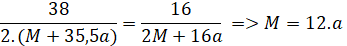 38/(2.(M + 35,5a)) = 16/(2M + 16a) => M = 12.a